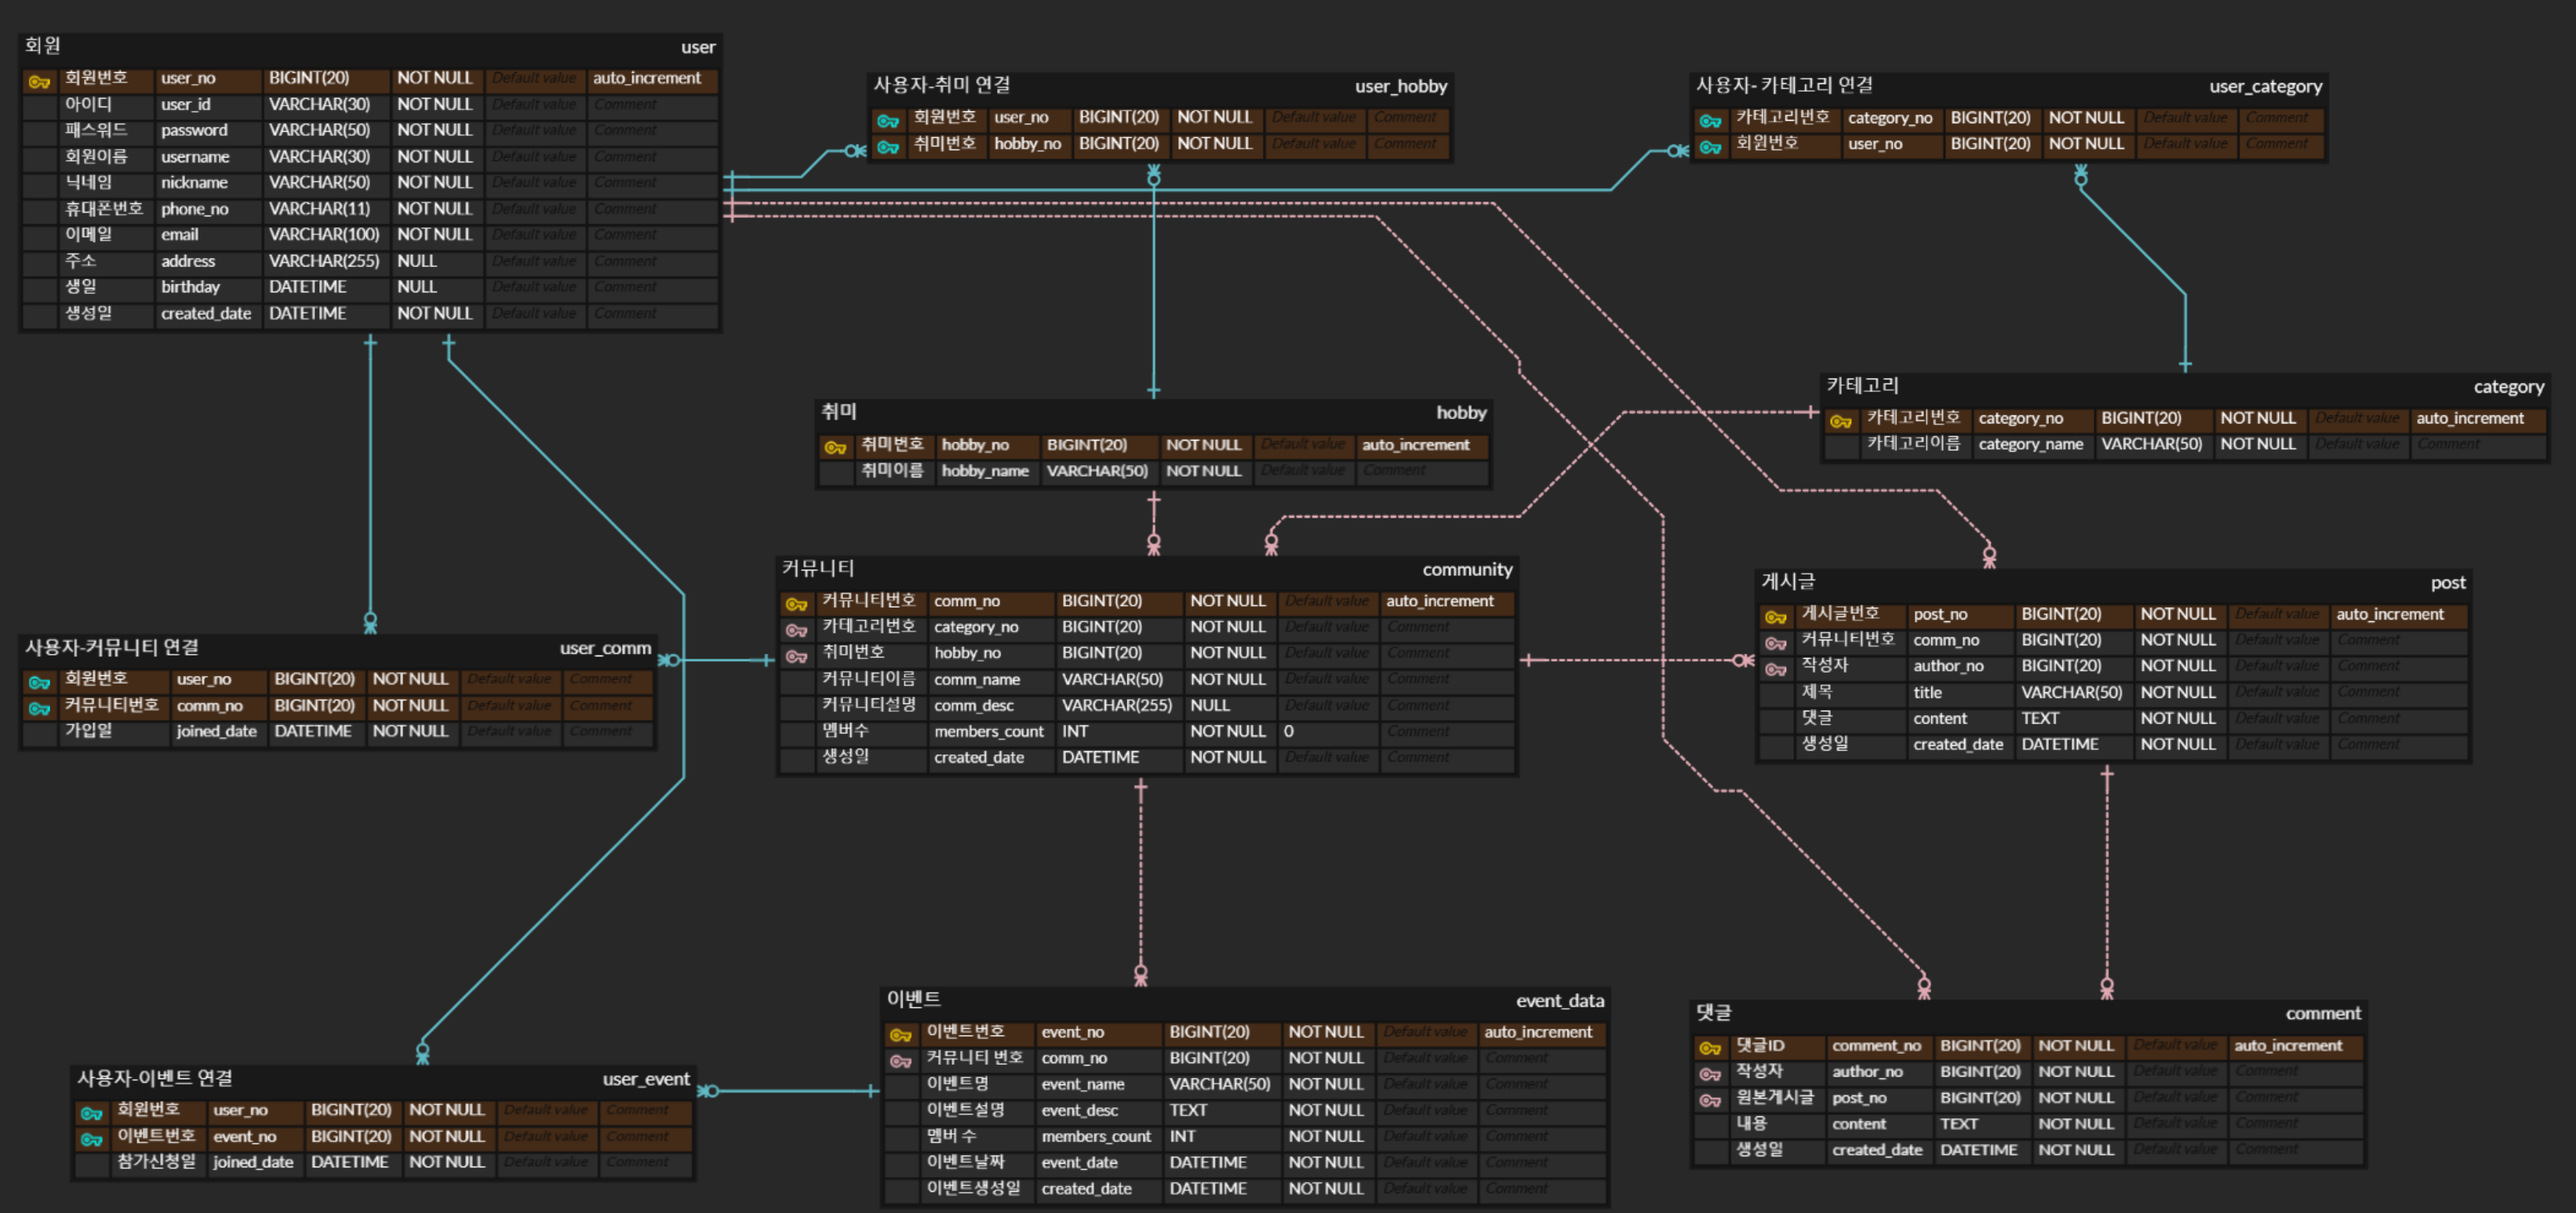 회원 user
회원번호 user_no BIGINT(20) NOT NULL Default value auto_increment
아이디 user_id VARCHAR(30) NOT NULL Default value Comment
패스워드 password VARCHAR(50) NOT NULL Default value Comment
회원이름 username VARCHAR(30) NOT NULL Default value Comment
닉네임 nickname VARCHAR(50) NOT NULL Default value Comment
휴대폰번호 phone_no VARCHAR(11) NOT NULL Default value Comment
이메일 email VARCHAR(100) NOT NULL Default value Comment
주소 address VARCHAR(255) NULL Default value Comment
생일 birthday DATETIME NULL Default value Comment
생성일 created_date DATETIME NOT NULL Default value Comment
사용자-취미 연결 user_hobby
회원번호 user_no BIGINT(20) NOT NULL Default value Comment
취미번호 hobby_no BIGINT(20) NOT NULL Default value Comment
사용자- 카테고리 연결 user_category
카테고리번호 category_no BIGINT(20) NOT NULL Default value Comment
회원번호 user_no BIGINT(20) NOT NULL Default value Comment
취미 hobby
취미번호 hobby_no BIGINT(20) NOT NULL Default value auto_increment
취미이름 hobby_name VARCHAR(50) NOT NULL Default value Comment
카테고리 category
카테고리번호 category_no BIGINT(20) NOT NULL Default value auto_increment
카테고리이름 category_name VARCHAR(50) NOT NULL Default value Comment
사용자-커뮤니티 연결 user_comm
회원번호 user_no BIGINT(20) NOT NULL Default value Comment
커뮤니티번호 comm_no BIGINT(20) NOT NULL Default value Comment
가입일 joined_date DATETIME NOT NULL Default value Comment
커뮤니티 community
커뮤니티번호 comm_no BIGINT(20) NOT NULL Default value auto_increment
카테고리번호 category_no BIGINT(20) NOT NULL Default value Comment
취미번호 hobby_no BIGINT(20) NOT NULL Default value Comment
커뮤니티이름 comm_name VARCHAR(50) NOT NULL Default value Comment
커뮤니티설명 comm_desc VARCHAR(255) NULL Default value Comment
멤버수 members_count INT NOT NULL 0 Comment
생성일 created_date DATETIME NOT NULL Default value Comment
게시글 post
게시글번호 post_no BIGINT(20) NOT NULL Default value auto_increment
커뮤니티번호 comm_no BIGINT(20) NOT NULL Default value Comment
작성자 author_no BIGINT(20) NOT NULL Default value Comment
제목 title VARCHAR(50) NOT NULL Default value Comment
댓글 content TEXT NOT NULL Default value Comment
생성일 created_date DATETIME NOT NULL Default value Comment
사용자-이벤트 연결 user_event
회원번호 user_no BIGINT(20) NOT NULL Default value Comment
이벤트번호 event_no BIGINT(20) NOT NULL Default value Comment
참가신청일 joined_date DATETIME NOT NULL Default value Comment
이벤트 event_data
이벤트번호 event_no BIGINT(20) NOT NULL Default value auto_increment
커뮤니티 번호 comm_no BIGINT(20) NOT NULL Default value Comment
이벤트명 event_name VARCHAR(50) NOT NULL Default value Comment
이벤트설명 event_desc TEXT NOT NULL Default value Comment
멤버 수 members_count INT NOT NULL Default value Comment
이벤트날짜 event_date DATETIME NOT NULL Default value Comment
이벤트생성일 created_date DATETIME NOT NULL Default value Comment
댓글 comment
댓글ID comment_no BIGINT(20) NOT NULL Default value auto_increment
작성자 author_no BIGINT(20) NOT NULL Default value Comment
원본게시글 post_no BIGINT(20) NOT NULL Default value Comment
내용 content TEXT NOT NULL Default value Comment
생성일 created_date DATETIME NOT NULL Default value Comment